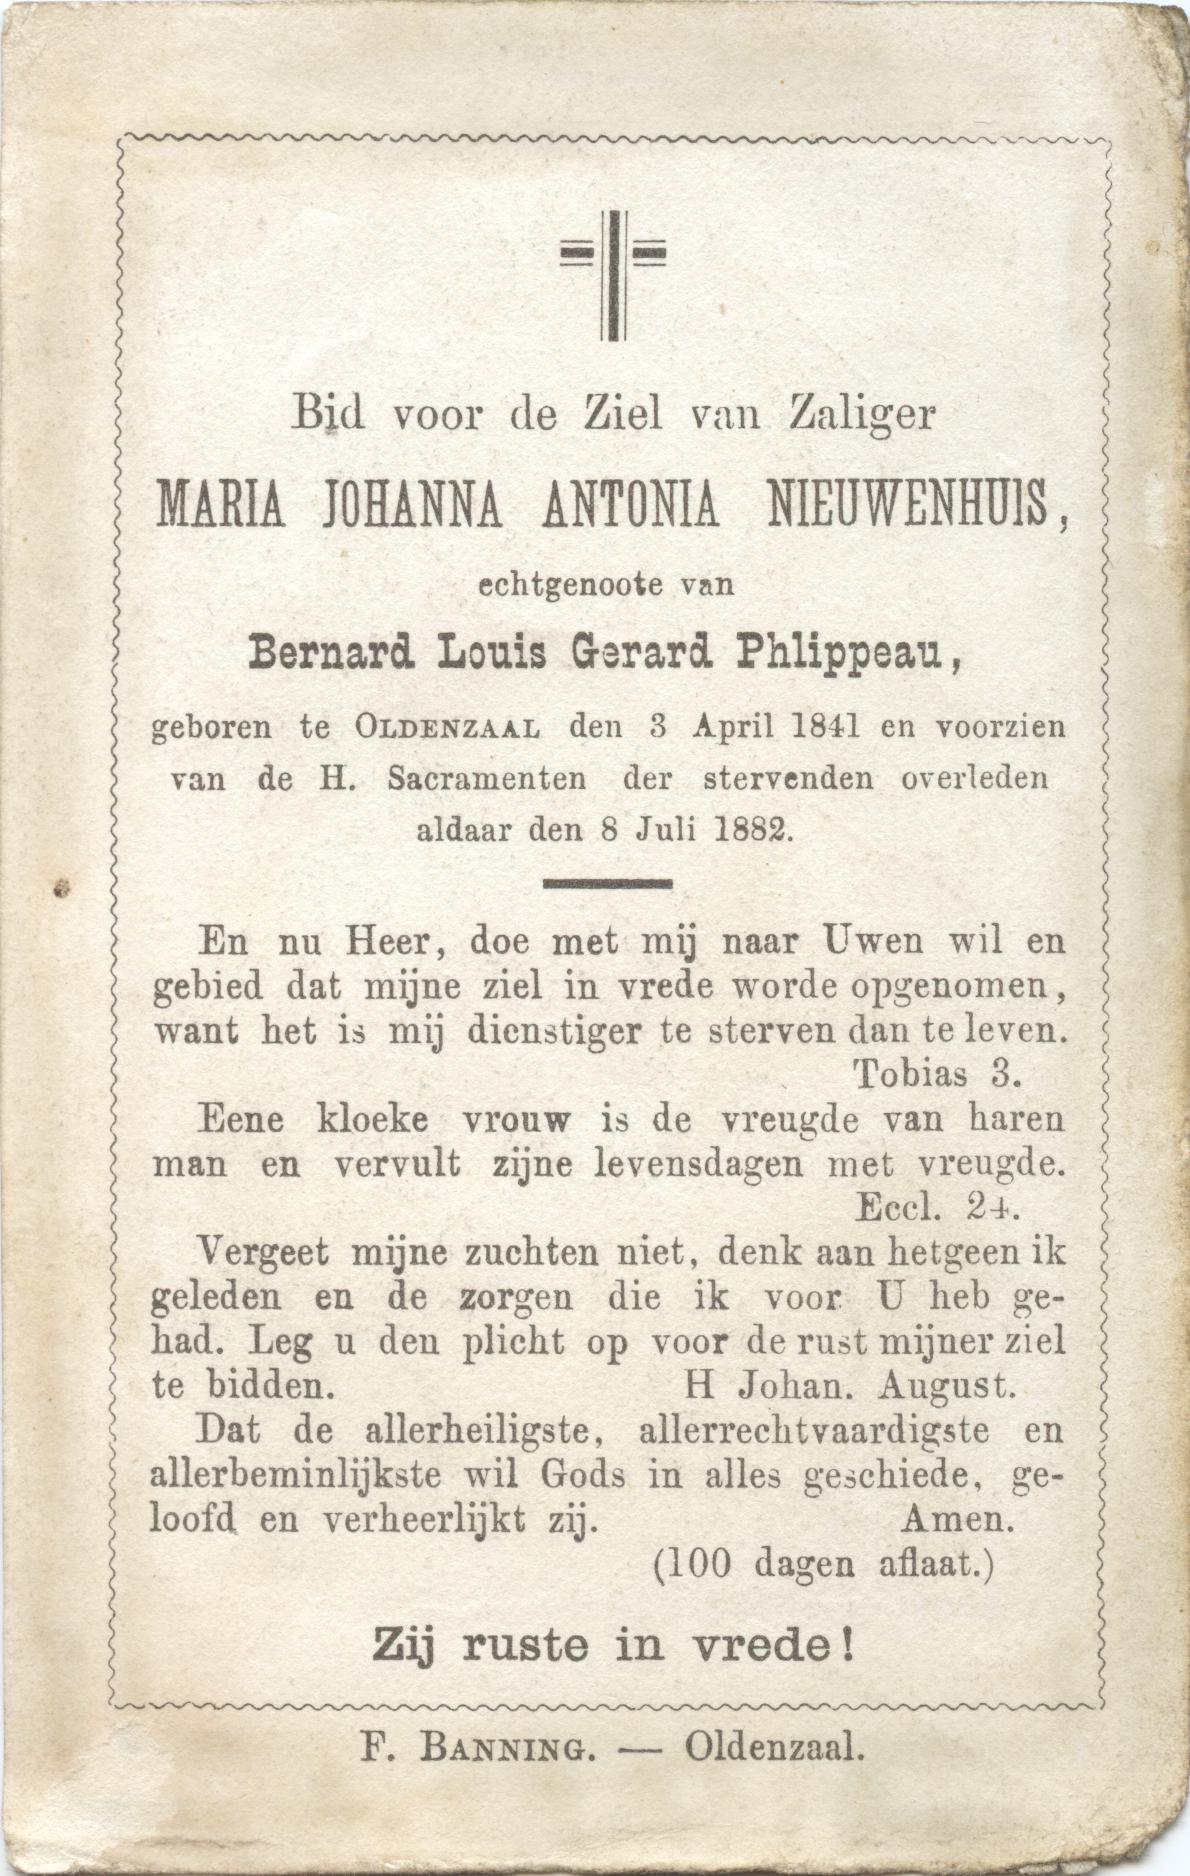 Bid voor de Ziel van Zaliger
MARIA JOHANNA ANTONIA NIEUWENHUIS,
echtgenoote van
Bernard Louis Gerard Phlippeau,
geboren te OLDENZAAL den 3 April 1841 en voorzien
van de H. Sacramenten der stervenden overleden
aldaar den 8 Juli 1882.
En nu Heer, doe met mij naar Uwen wil en
gebied dat mijne ziel in vrede worde opgenomen,
want het is mij dienstiger te sterven dan te leven.
Tobias 3.
Eene kloeke vrouw is de vreugde van haren
man en vervult zijne levensdagen met vreugde.
Eccl. 24.
Vergeet mijne zuchten niet, denk aan hetgeen ik
geleden en de zorgen die ik voor U heb ge-
had. Leg u den plicht op voor de rust mijner ziel
te bidden. H Johan. August.
Dat de allerheiligste, allerrechtvaardigste en
allerbeminlijkste wil Gods in alles geschiede, ge-
loofd en verheerlijkt zij. Amen.
(100 dagen aflaat.)
Zij ruste in vrede!
F. BANNING. — Oldenzaal.